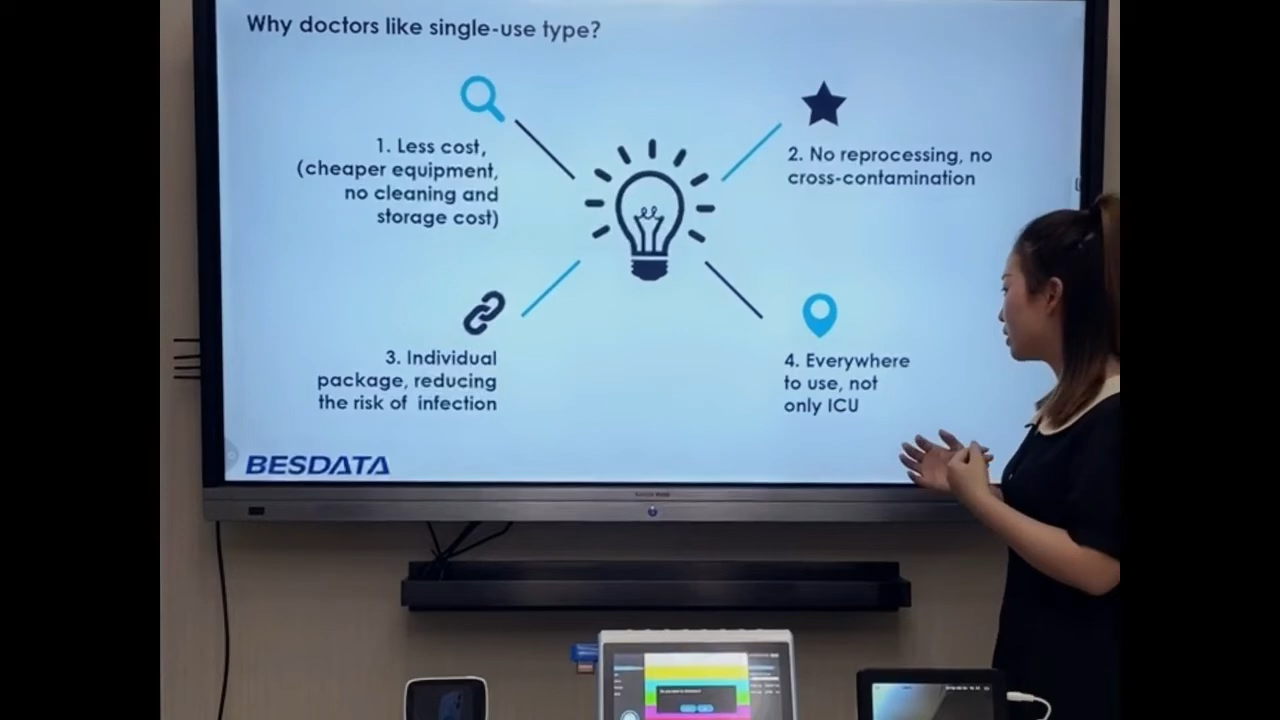 Why doctors like single-use type?
1. Less cost,
(cheaper equipment,
no cleaning and
storage cost)
2. No reprocessing, no
cross-contamination
3. Individual
package, reducing
the risk of infection
4. Everywhere
to use, not
only ICU
BESDATA